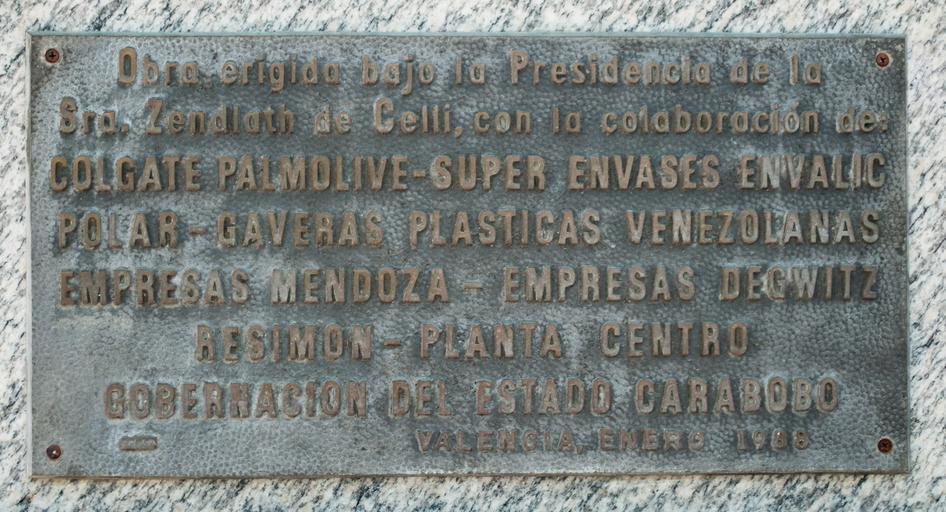 Obra erigida bajo la Presidencia de la
Sra. Zendlath de Celli, con la colaboración de:
COLGATE PALMOLIVE-SUPER ENVASES ENVALIC
POLAR - GAVERAS PLASTICAS VENEZOLANAS
EMPRESAS MENDOZA - EMPRESAS DEGWITZ
RESIMON - PLANTA CENTRO
GOBERNACION DEL ESTADO CARABOBO
VALENCIA, ENERO 1988